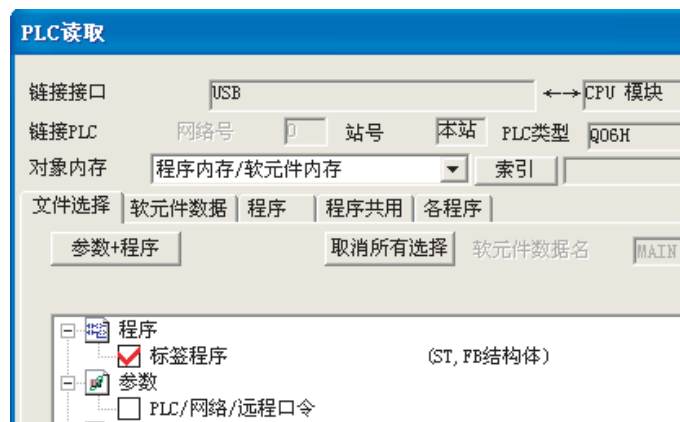 PLC读取
链接接口 USB ←→ CPU 模块
链接PLC 网络号 0 站号 本站 PLC类型 Q06H
对象内存 程序内存/软元件内存 索引
文件选择 软元件数据 程序 程序共用 各程序
参数+程序 取消所有选择 软元件数据名 MAIN
程序
标签程序 (ST,FB结构体)
参数
PLC/网络/远程口令